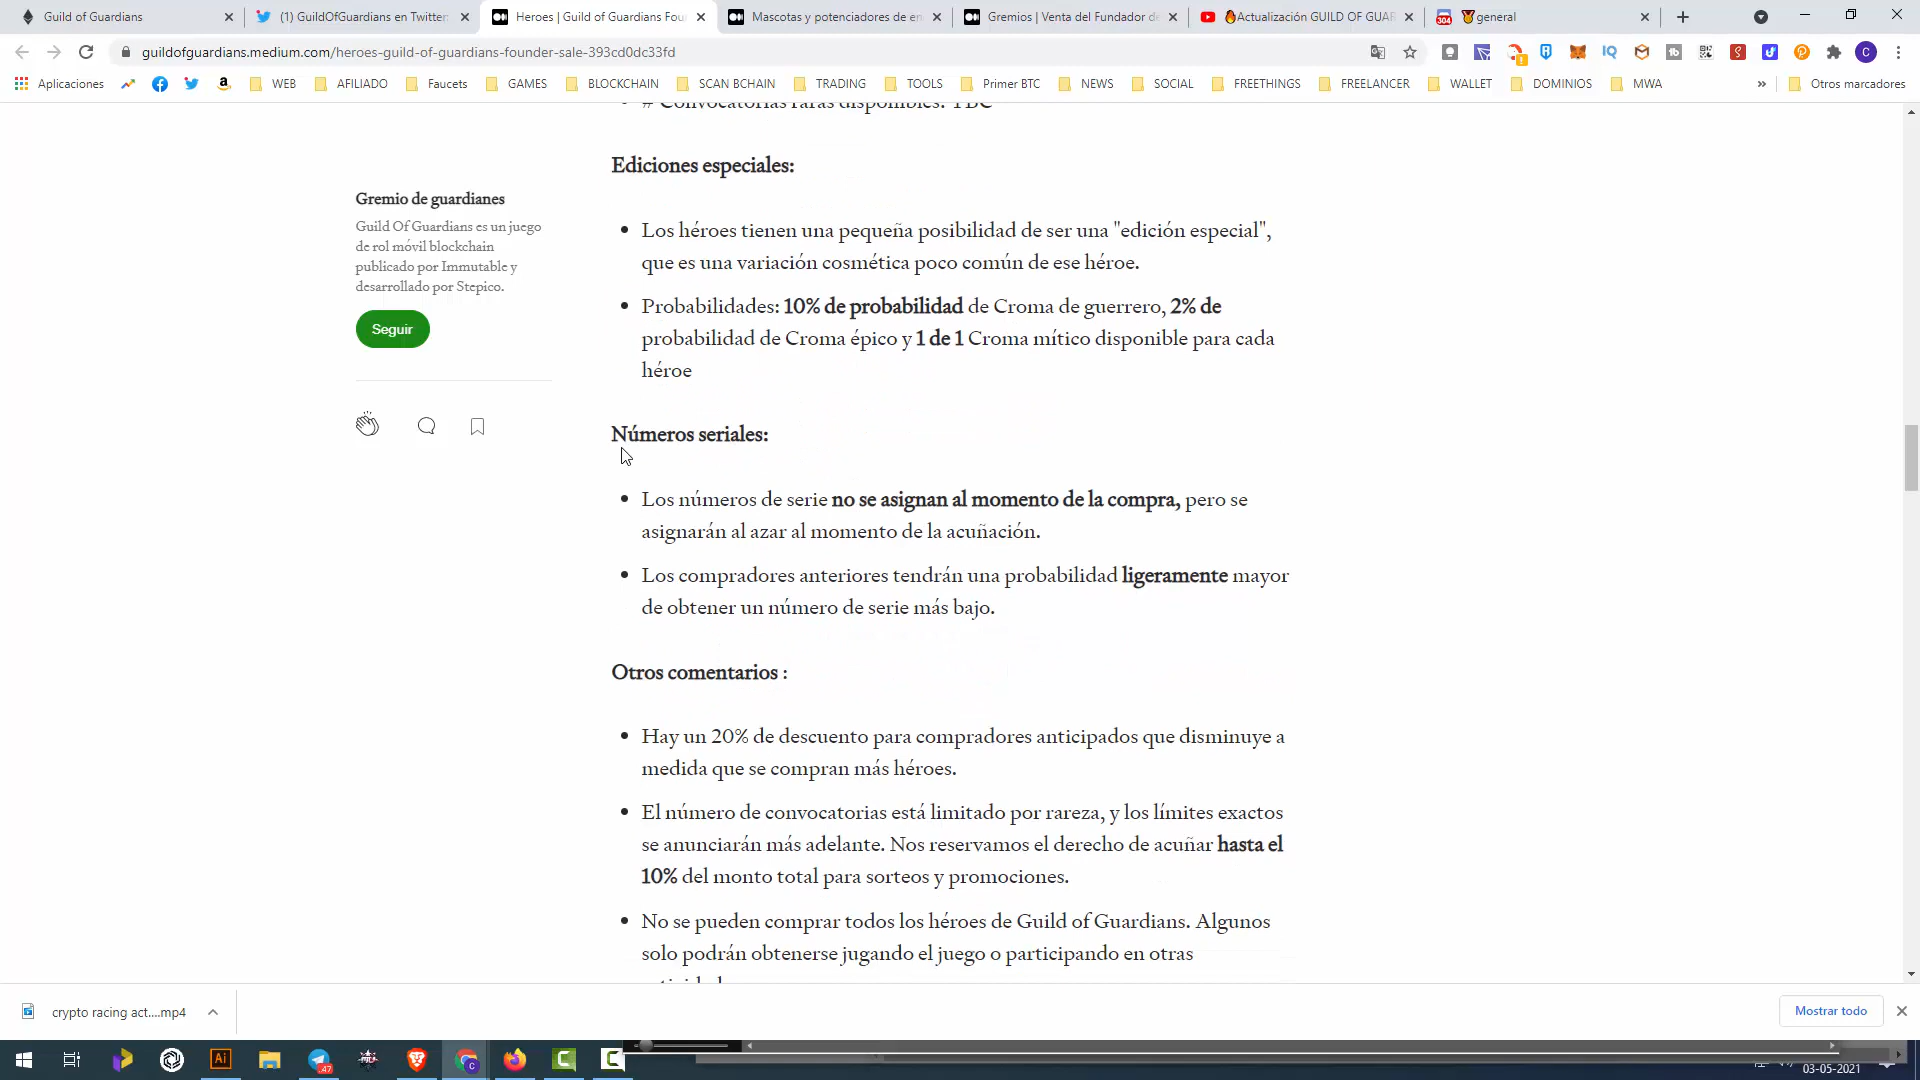 Guild of Guardians
(1) GuildOfGuardians en Twitter
Heroes | Guild of Guardians Fou
Mascotas y potenciadores de en
Gremios | Venta del Fundador de
🔥Actualización GUILD OF GUAR
304
🏅general
guildofguardians.medium.com/heroes-guild-of-guardians-founder-sale-393cd0dc33fd
Aplicaciones
WEB
AFILIADO
Faucets
GAMES
BLOCKCHAIN
SCAN BCHAIN
TRADING
TOOLS
Primer BTC
NEWS
SOCIAL
FREETHINGS
FREELANCER
WALLET
DOMINIOS
MWA
Otros marcadores
# Convocatorias raras disponibles: TBC
Ediciones especiales:
Gremio de guardianes
Guild Of Guardians es un juego
de rol móvil blockchain
publicado por Immutable y
desarrollado por Stepico.
Seguir
Los héroes tienen una pequeña posibilidad de ser una "edición especial",
que es una variación cosmética poco común de ese héroe.
Probabilidades: 10% de probabilidad de Croma de guerrero, 2% de
probabilidad de Croma épico y 1 de 1 Croma mítico disponible para cada
héroe
Números seriales:
Los números de serie no se asignan al momento de la compra, pero se
asignarán al azar al momento de la acuñación.
Los compradores anteriores tendrán una probabilidad ligeramente mayor
de obtener un número de serie más bajo.
Otros comentarios :
Hay un 20% de descuento para compradores anticipados que disminuye a
medida que se compran más héroes.
El número de convocatorias está limitado por rareza, y los límites exactos
se anunciarán más adelante. Nos reservamos el derecho de acuñar hasta el
10% del monto total para sorteos y promociones.
No se pueden comprar todos los héroes de Guild of Guardians. Algunos
solo podrán obtenerse jugando el juego o participando en otras
crypto racing act....mp4
Mostrar todo
47
03-05-2021